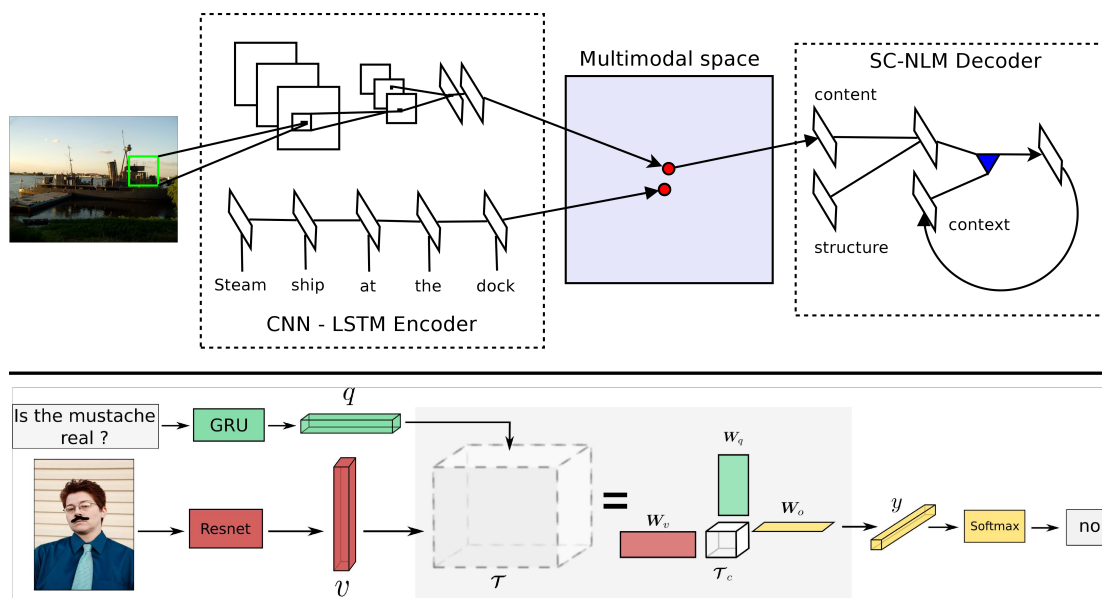 Multimodal space
SC-NLM Decoder
content
structure
context
Steam ship at the dock
CNN - LSTM Encoder
Is the mustache
real ?
GRU
q
Resnet
v
𝒯
=
W_q
W_v
W_o
𝒯_c
y
Softmax
no